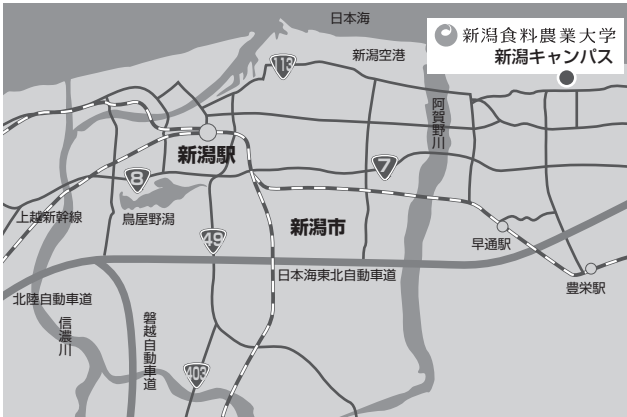 日本海
新潟食料農業大学
新潟キャンパス
新潟空港
113
阿賀野川
新潟駅
7
8
上越新幹線
鳥屋野潟
新潟市
49
早通駅
日本海東北自動車道
豊栄駅
北陸自動車道
信濃川
磐越自動車道
403